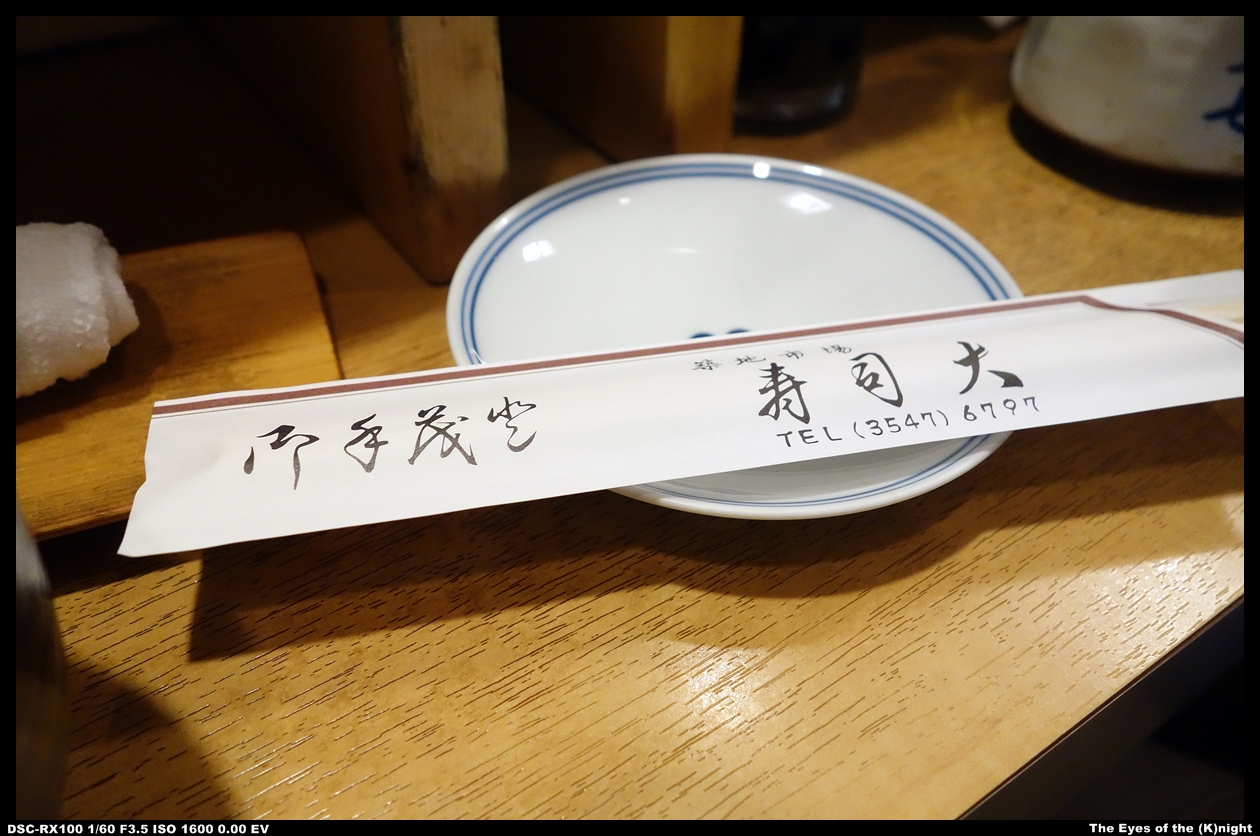 御手茂登
築地市場
寿司大
TEL (3547) 6797
DSC-RX100 1/60 F3.5 ISO 1600 0.00 EV
The Eyes of the (K)night